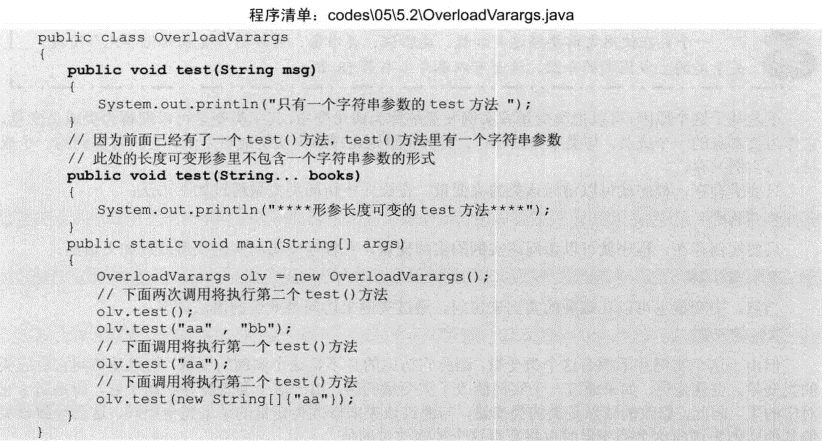 程序清单：codes\05\5.2\OverloadVarargs.java
public class OverloadVarargs
{
public void test(String msg)
{
System.out.println("只有一个字符串参数的 test 方法 ");
}
// 因为前面已经有了一个 test()方法，test()方法里有一个字符串参数
// 此处的长度可变形参里不包含一个字符串参数的形式
public void test(String... books)
{
System.out.println("****形参长度可变的 test 方法****");
}
public static void main(String[] args)
{
OverloadVarargs olv = new OverloadVarargs();
// 下面两次调用将执行第二个 test()方法
olv.test();
olv.test("aa" , "bb");
// 下面调用将执行第一个 test()方法
olv.test("aa");
// 下面调用将执行第二个 test()方法
olv.test(new String[]{"aa"});
}
}